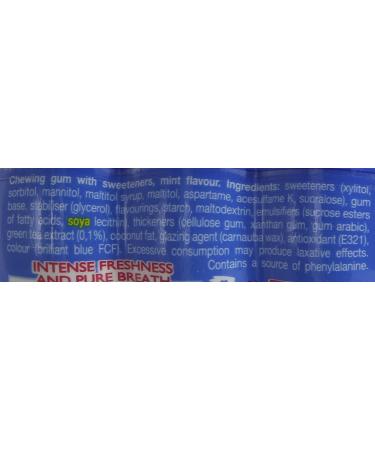 Chewing gum with sweeteners, mint flavour. Ingredients: sweeteners (xylitol,
sorbitol, mannitol, maltitol syrup, maltitol, aspartame, acesulfame K, sucralose), gum
base, stabiliser (glycerol), flavourings, starch, maltodextrin, emulsifiers (sucrose esters
of fatty acids, soya lecithin), thickeners (cellulose gum, xanthan gum, gum arabic),
green tea extract (0,1%), coconut fat, glazing agent (carnauba wax), antioxidant (E321),
colour (brilliant blue FCF). Excessive consumption may produce laxative effects.
Contains a source of phenylalanine.
INTENSE FRESHNESS
AND PURE BREATH